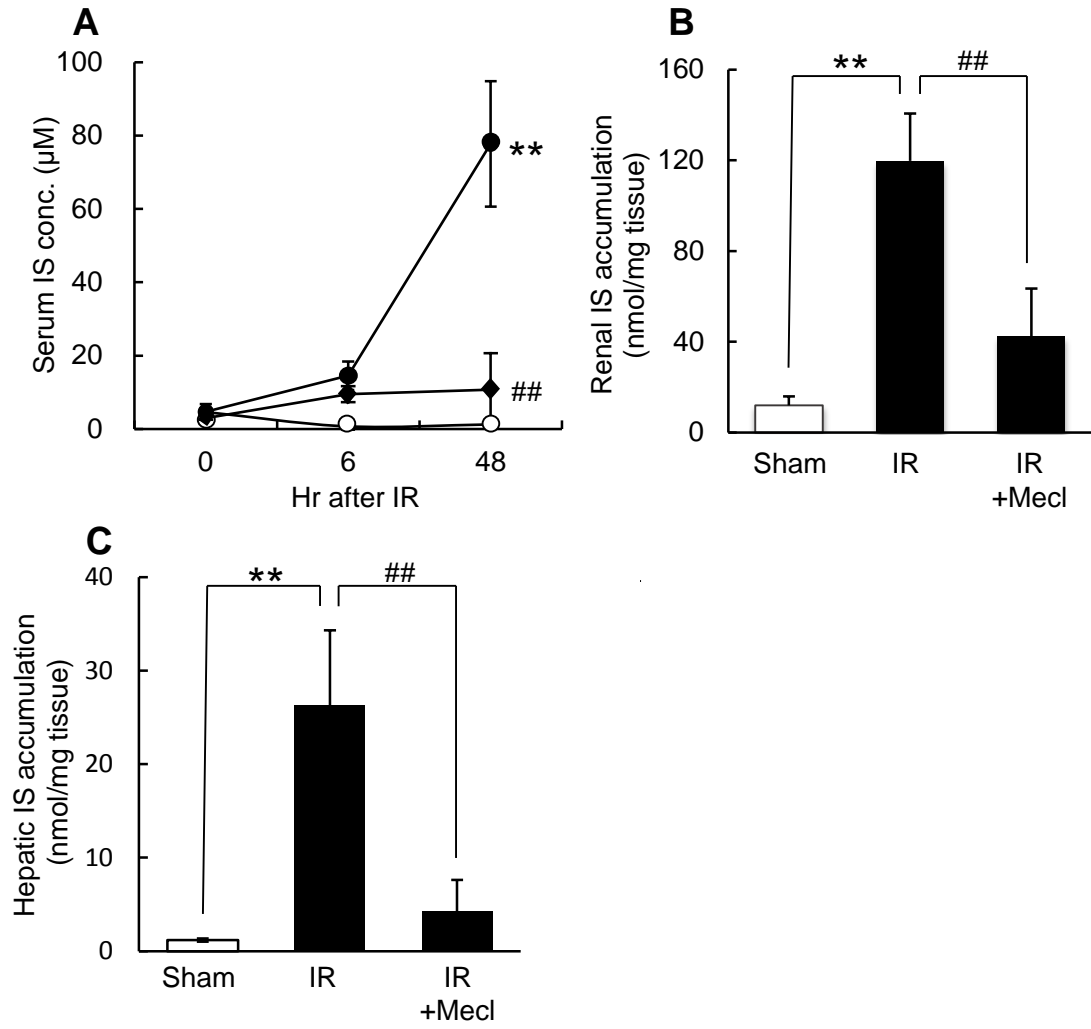 A
Serum IS conc. (µM)
100
80
60
40
20
0
**
##
0 6 48
Hr after IR
B
Renal IS accumulation
(nmol/mg tissue)
160
120
80
40
0
** ##
Sham IR IR
+Mecl
C
Hepatic IS accumulation
(nmol/mg tissue)
40
30
20
10
0
** ##
Sham IR IR
+Mecl